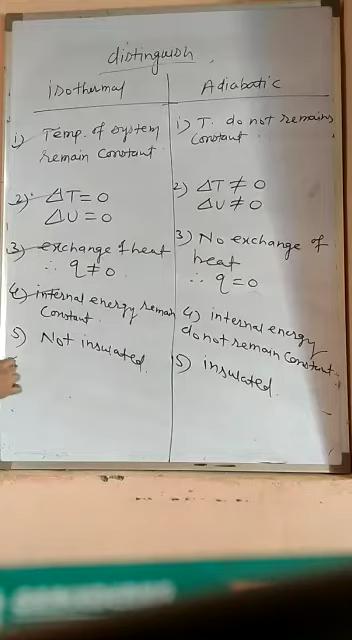 distinguish
isothermal
Adiabatic
1) Temp. of system
remain constant
2) ΔT = 0
ΔU = 0
3) exchange of heat
∴ q ≠ 0
4) internal energy remain
Constant.
5) Not insulated.
1) T. do not remains
constant.
2) ΔT ≠ 0
ΔU ≠ 0
3) No exchange of
heat
∴ q = 0
4) internal energy
do not remain constant.
5) insulated.